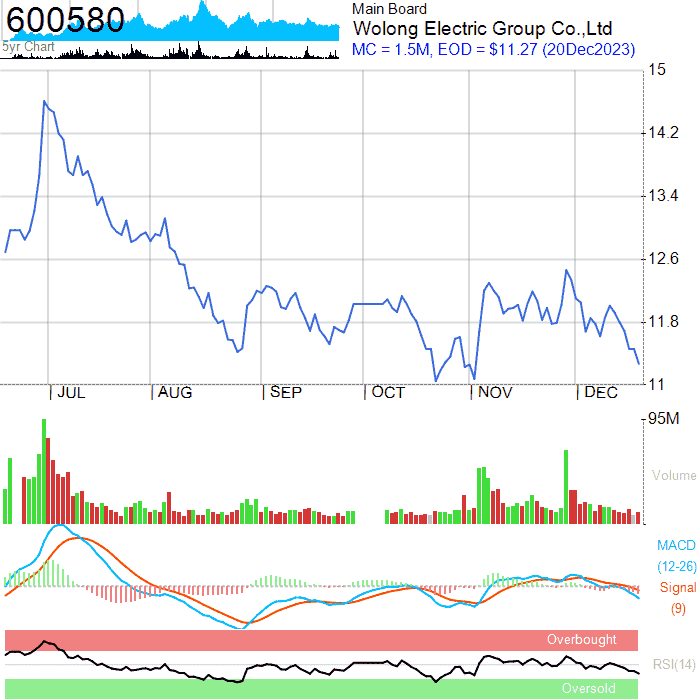 600580
5yr Chart
Main Board
Wolong Electric Group Co.,Ltd
MC = 1.5M, EOD = $11.27 (20Dec2023)
15
14.2
13.4
12.6
11.8
11
JUL AUG SEP OCT NOV DEC
95M
Volume
MACD
(12-26)
Signal
(9)
Overbought
RSI(14)
Oversold